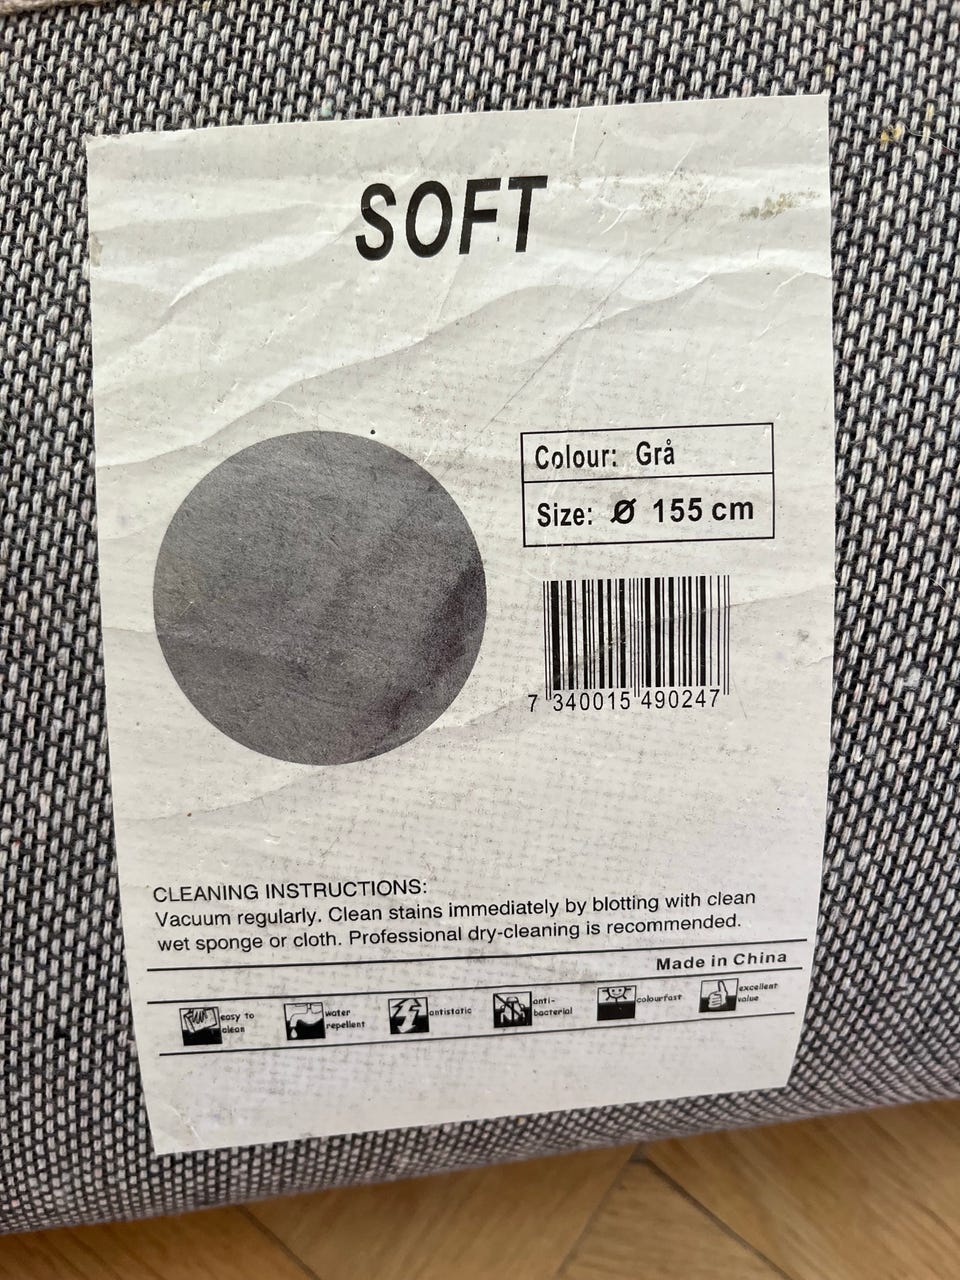 SOFT
Colour: Grå
Size: Ø 155 cm
7 340015 490247
CLEANING INSTRUCTIONS:
Vacuum regularly. Clean stains immediately by blotting with clean
wet sponge or cloth. Professional dry-cleaning is recommended.
Made in China
easy to
clean
water
repellent
antistatic
anti-
bacterial
colourfast
excellent
value